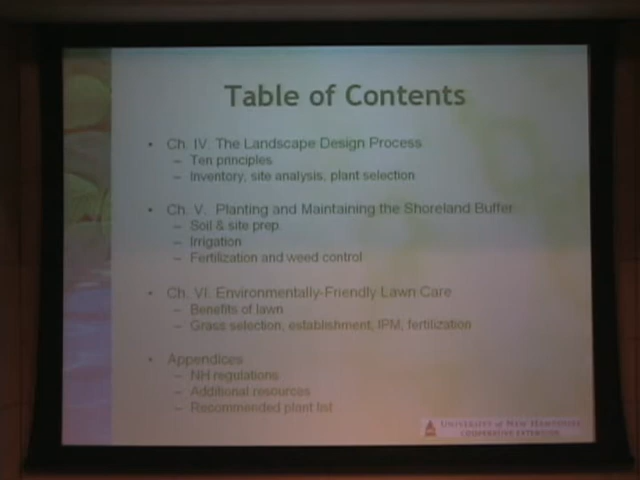 Table of Contents
• Ch. IV. The Landscape Design Process
– Ten principles
– Inventory, site analysis, plant selection
• Ch. V. Planting and Maintaining the Shoreland Buffer
– Soil & site prep
– Irrigation
– Fertilization and weed control
• Ch. VI. Environmentally-Friendly Lawn Care
– Benefits of lawn
– Grass selection, establishment, IPM, fertilization
• Appendices
– NH regulations
– Additional resources
– Recommended plant list
UNIVERSITY of NEW HAMPSHIRE
COOPERATIVE EXTENSION